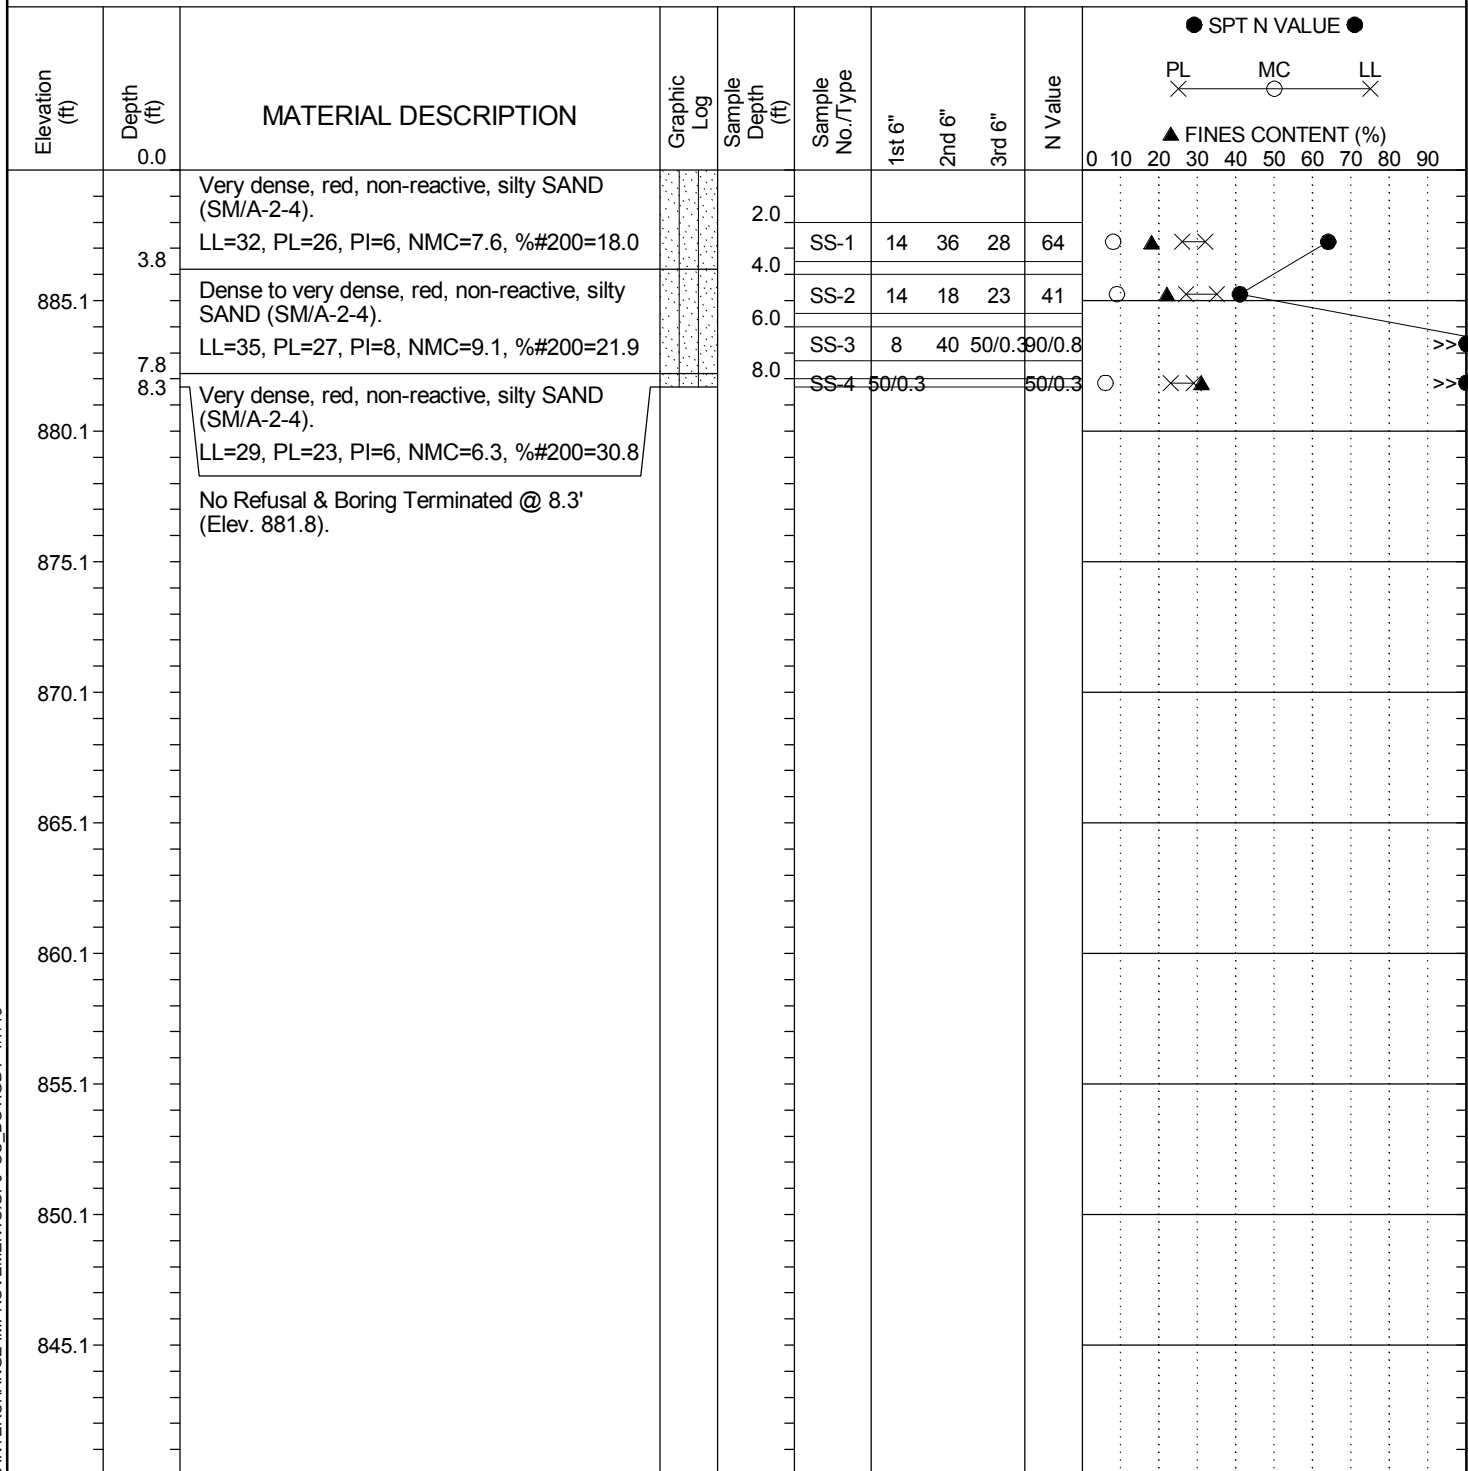 ● SPT N VALUE ●
PL MC LL
▲ FINES CONTENT (%)
0 10 20 30 40 50 60 70 80 90
Elevation (ft)
Depth (ft)
0.0
MATERIAL DESCRIPTION
Graphic Log
Sample Depth (ft)
Sample No./Type
1st 6"
2nd 6"
3rd 6"
N Value
Very dense, red, non-reactive, silty SAND
(SM/A-2-4).
LL=32, PL=26, PI=6, NMC=7.6, %#200=18.0
3.8
2.0
SS-1 14 36 28 64
4.0
885.1
Dense to very dense, red, non-reactive, silty
SAND (SM/A-2-4).
LL=35, PL=27, PI=8, NMC=9.1, %#200=21.9
SS-2 14 18 23 41
6.0
SS-3 8 40 50/0.3 90/0.8 >>
7.8
8.0
8.3
SS-4 50/0.3 50/0.3 >>
Very dense, red, non-reactive, silty SAND
(SM/A-2-4).
LL=29, PL=23, PI=6, NMC=6.3, %#200=30.8
880.1
No Refusal & Boring Terminated @ 8.3'
(Elev. 881.8).
875.1
870.1
865.1
860.1
855.1
850.1
845.1